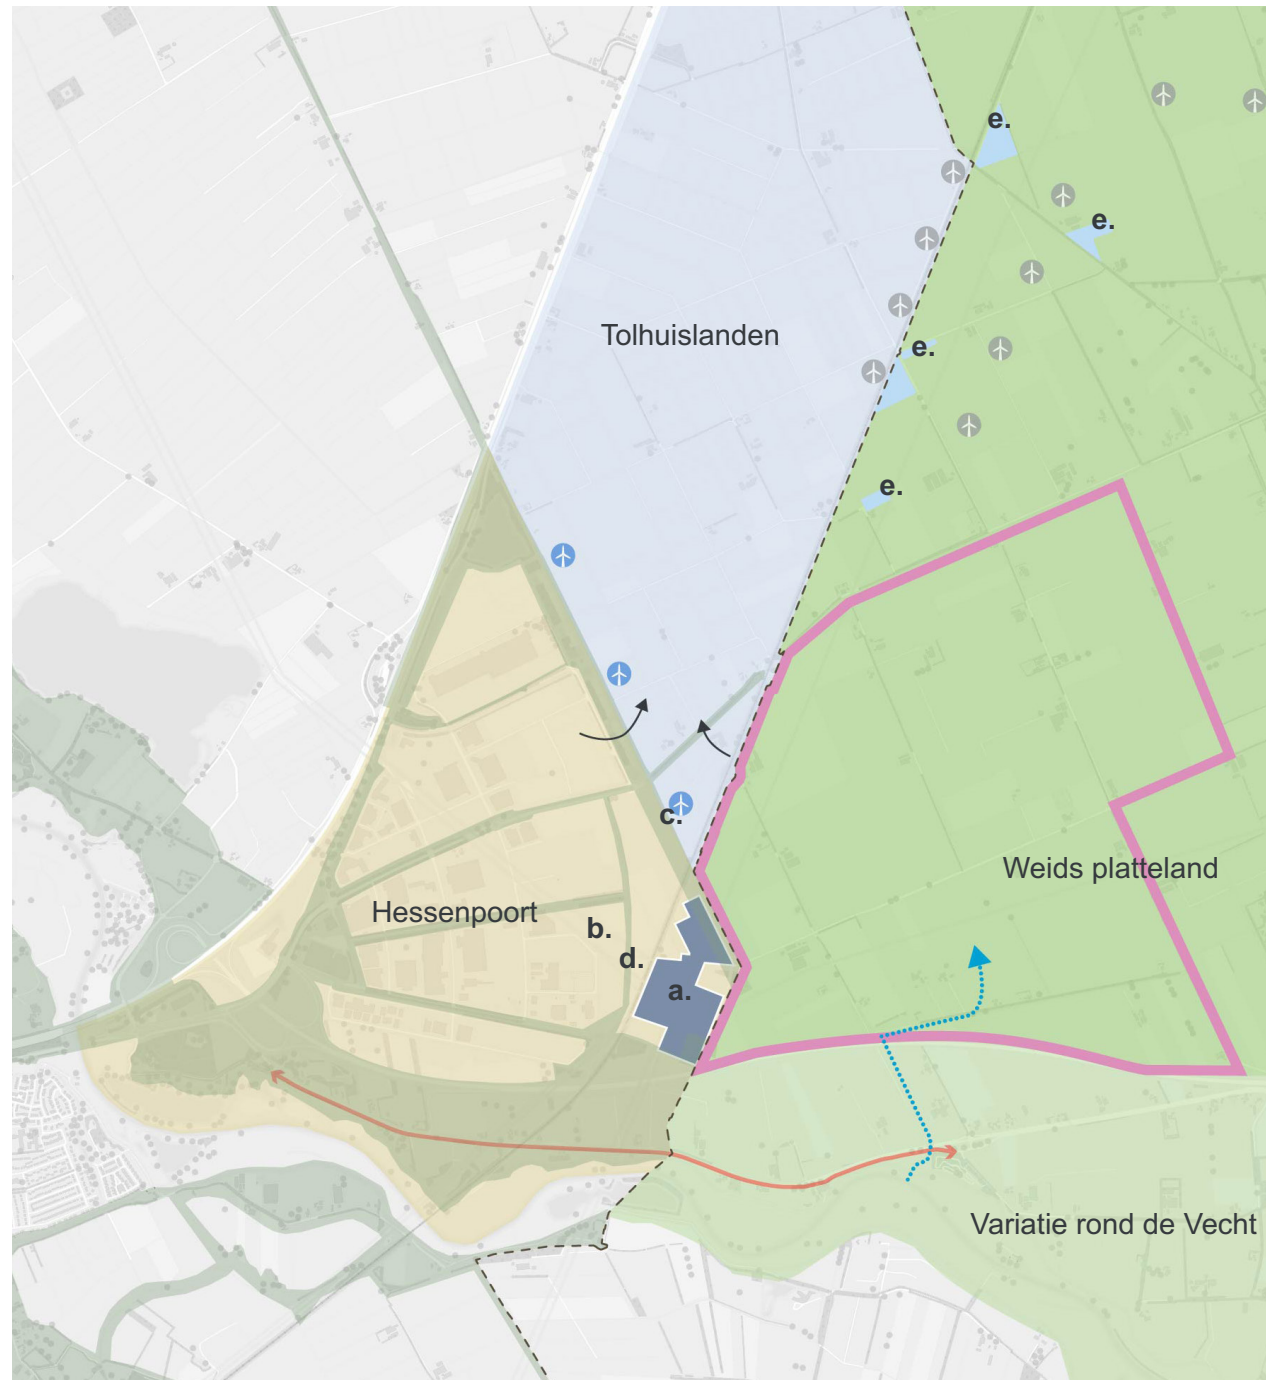 e.
e.
Tolhuislanden
e.
e.
c.
Weids platteland
Hessenpoort
b.
d.
a.
Variatie rond de Vecht